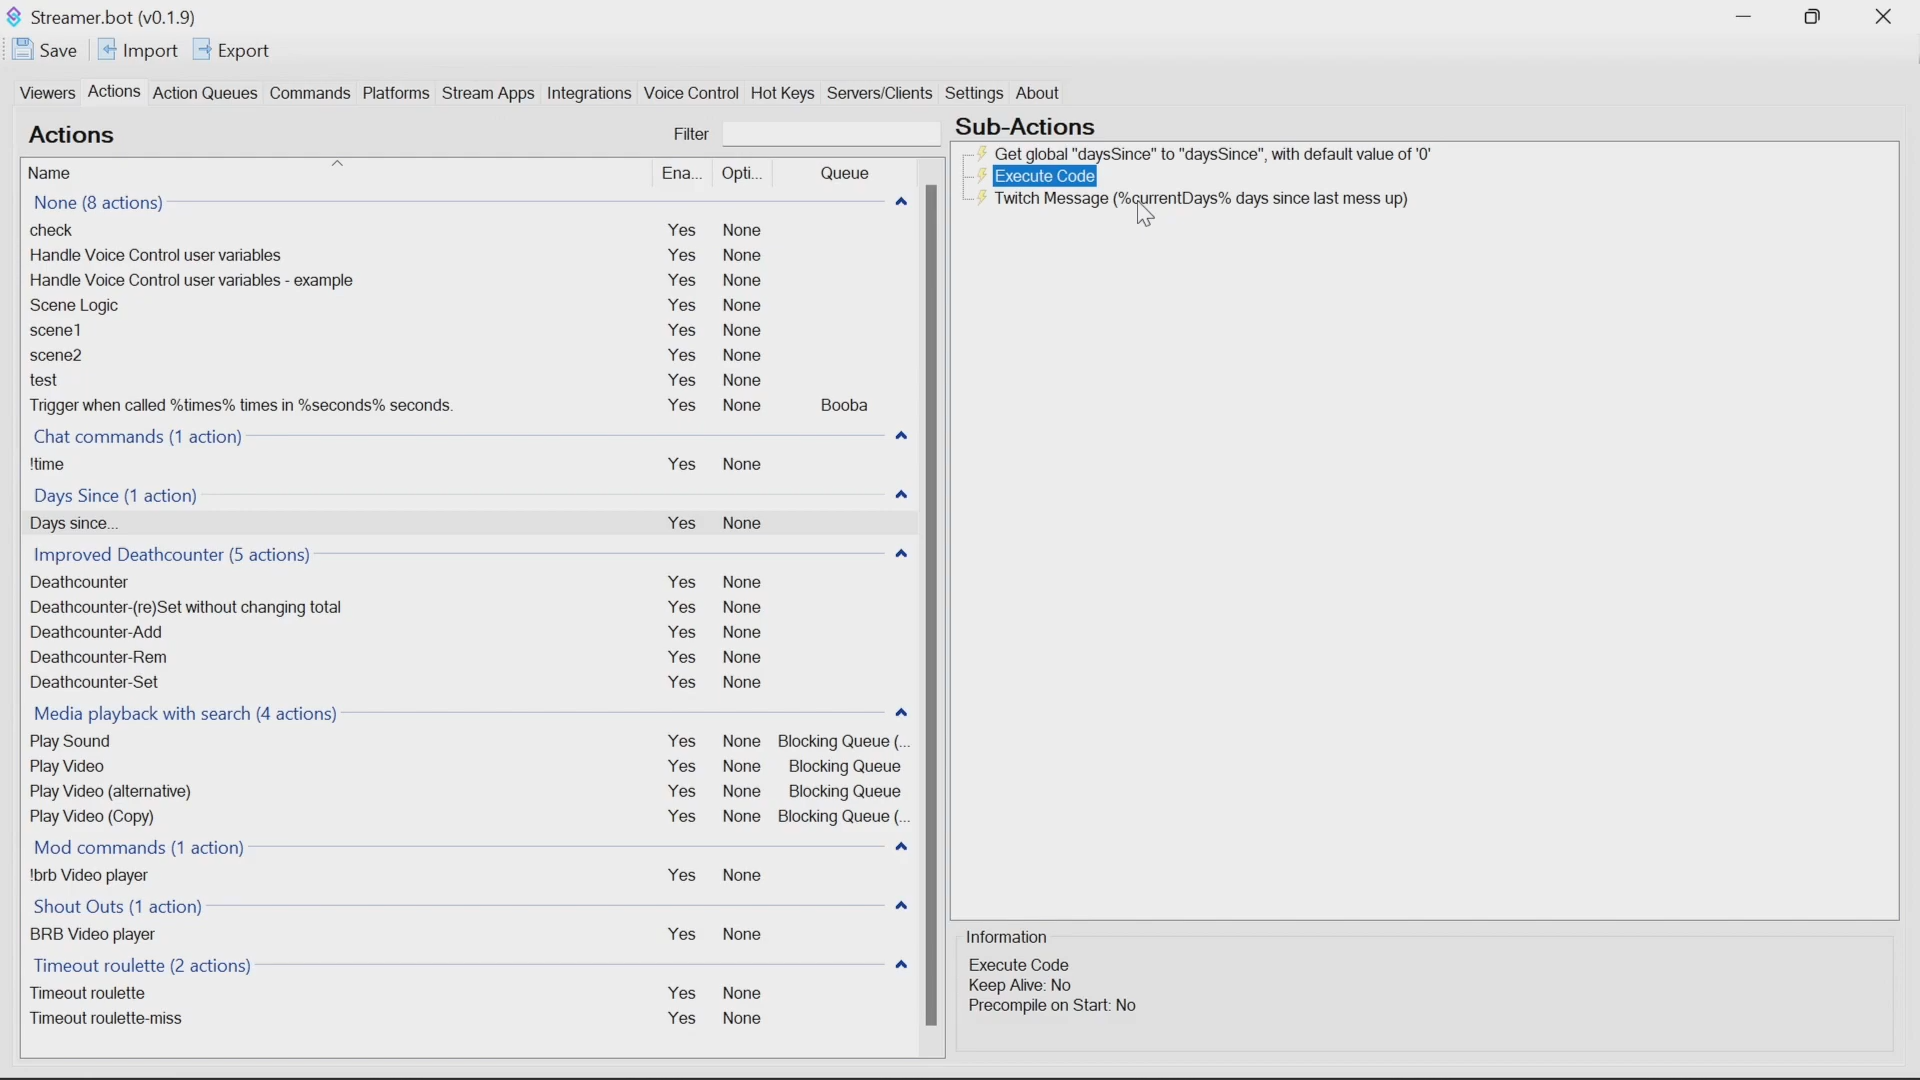 Streamer.bot (v0.1.9)
Save Import Export
Viewers Actions Action Queues Commands Platforms Stream Apps Integrations Voice Control Hot Keys Servers/Clients Settings About
Actions Filter
Name Ena... Opti... Queue
None (8 actions)
check Yes None
Handle Voice Control user variables Yes None
Handle Voice Control user variables - example Yes None
Scene Logic Yes None
scene1 Yes None
scene2 Yes None
test Yes None
Trigger when called %times% times in %seconds% seconds. Yes None Booba
Chat commands (1 action)
!time Yes None
Days Since (1 action)
Days since... Yes None
Improved Deathcounter (5 actions)
Deathcounter Yes None
Deathcounter-(re)Set without changing total Yes None
Deathcounter-Add Yes None
Deathcounter-Rem Yes None
Deathcounter-Set Yes None
Media playback with search (4 actions)
Play Sound Yes None Blocking Queue (...
Play Video Yes None Blocking Queue
Play Video (alternative) Yes None Blocking Queue
Play Video (Copy) Yes None Blocking Queue (...
Mod commands (1 action)
!brb Video player Yes None
Shout Outs (1 action)
BRB Video player Yes None
Timeout roulette (2 actions)
Timeout roulette Yes None
Timeout roulette-miss Yes None
Sub-Actions
Get global "daysSince" to "daysSince", with default value of '0'
Execute Code
Twitch Message (%currentDays% days since last mess up)
Information
Execute Code
Keep Alive: No
Precompile on Start: No